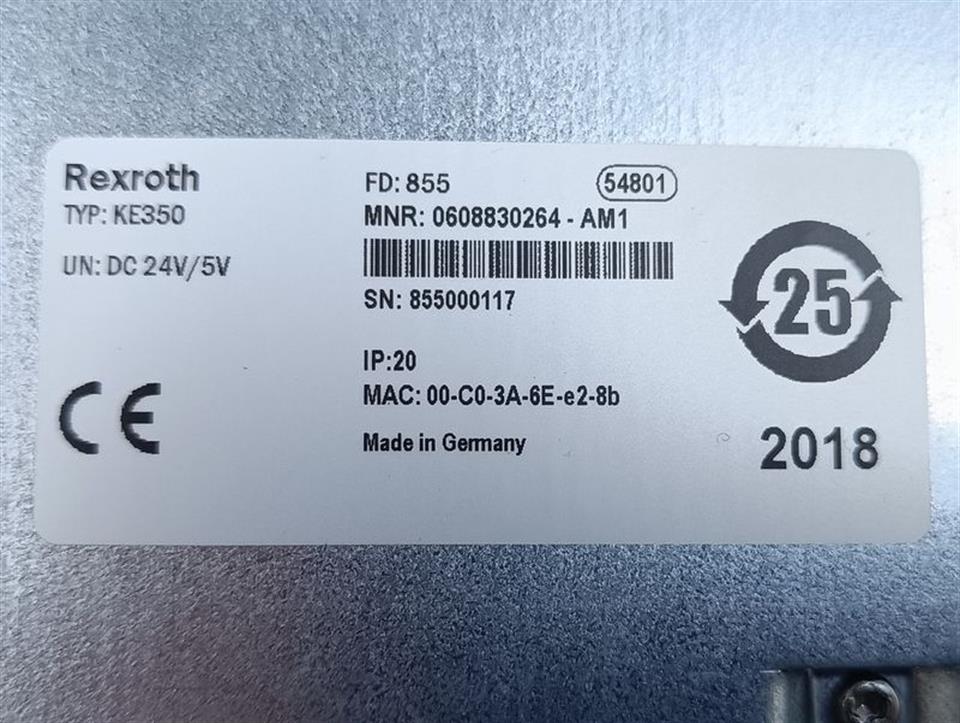 Rexroth
TYP: KE350
UN: DC 24V/5V
FD: 855
54801
MNR: 0608830264 - AM1
SN: 855000117
IP:20
MAC: 00-C0-3A-6E-e2-8b
Made in Germany
CE
25
2018